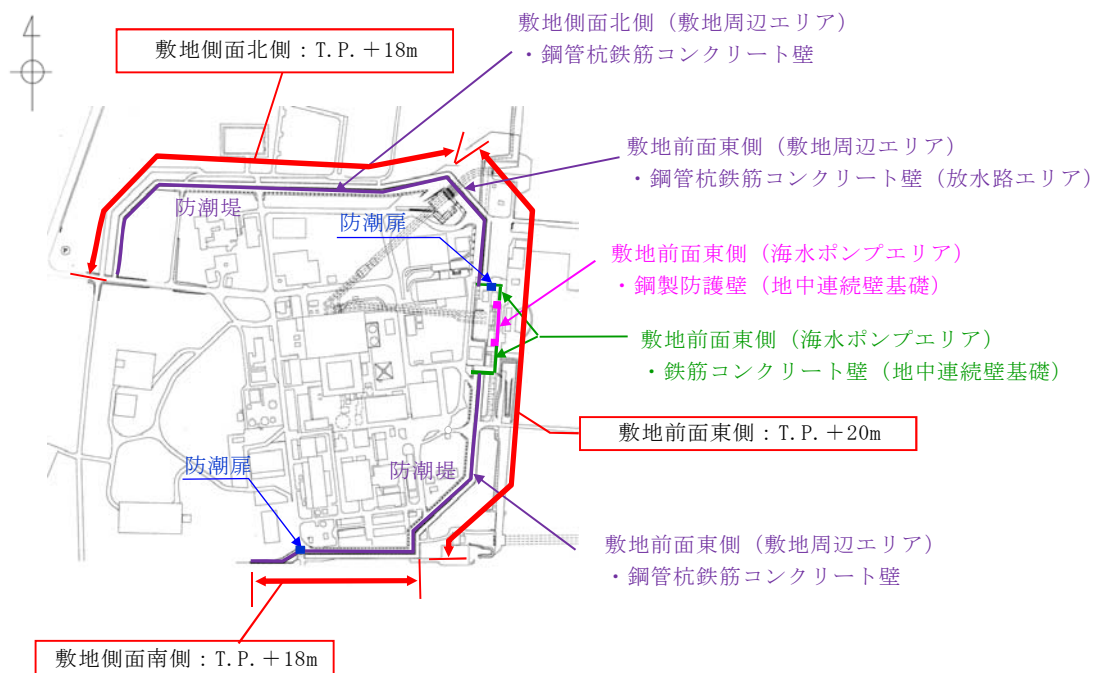 敷地側面北側（敷地周辺エリア）
・鋼管杭鉄筋コンクリート壁
敷地側面北側：T.P.＋18m
敷地前面東側（敷地周辺エリア）
・鋼管杭鉄筋コンクリート壁（放水路エリア）
防潮堤
防潮扉
敷地前面東側（海水ポンプエリア）
・鋼製防護壁（地中連続壁基礎）
敷地前面東側（海水ポンプエリア）
・鉄筋コンクリート壁（地中連続壁基礎）
敷地前面東側：T.P.＋20m
防潮扉
防潮堤
敷地前面東側（敷地周辺エリア）
・鋼管杭鉄筋コンクリート壁
敷地側面南側：T.P.＋18m